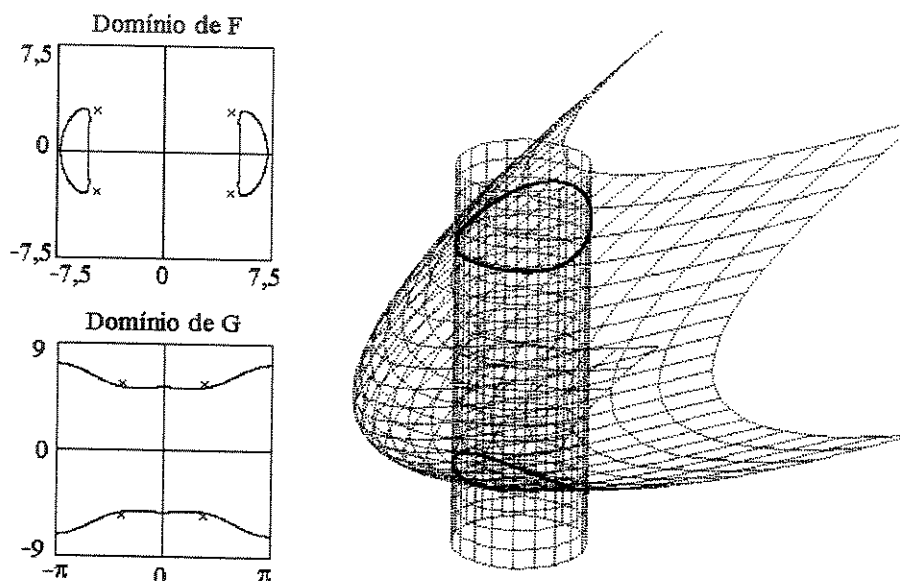 Domínio de F
7,5
0
-7,5
-7,5 0 7,5
Domínio de G
9
0
-9
-π 0 π